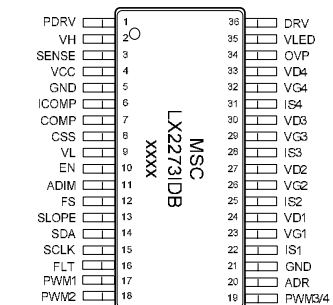 PDRV 1 36 DRV
VH 2 35 VLED
SENSE 3 34 OVP
VCC 4 33 VD4
GND 5 32 VG4
ICOMP 6 31 IS4
COMP 7 30 VD3
CSS 8 29 VG3
VL 9 28 IS3
EN 10 27 VD2
ADIM 11 26 VG2
FS 12 25 IS2
SLOPE 13 24 VD1
SDA 14 23 VG1
SCLK 15 22 IS1
FLT 16 21 GND
PWM1 17 20 ADR
PWM2 18 19 PWM3/4
MSC
LX2273IDB
XXXX